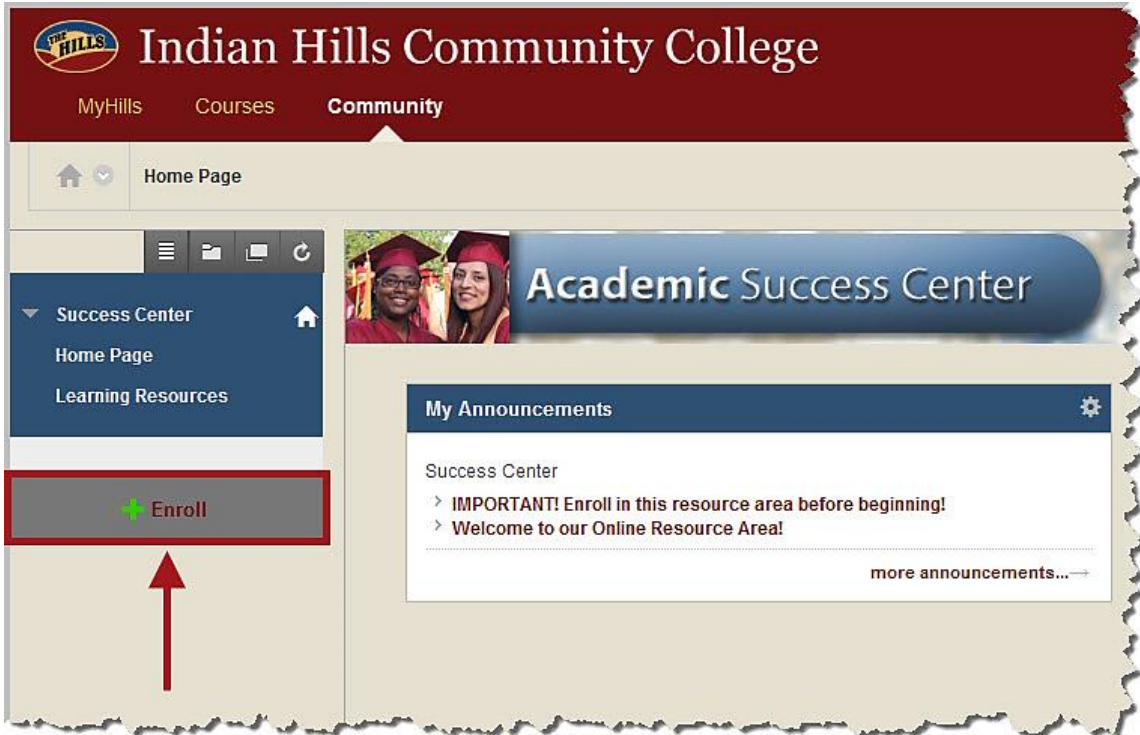 THE HILLS
Indian Hills Community College
MyHills Courses Community
Home Page
Academic Success Center
Success Center
Home Page
Learning Resources
Enroll
My Announcements
Success Center
IMPORTANT! Enroll in this resource area before beginning!
Welcome to our Online Resource Area!
more announcements...